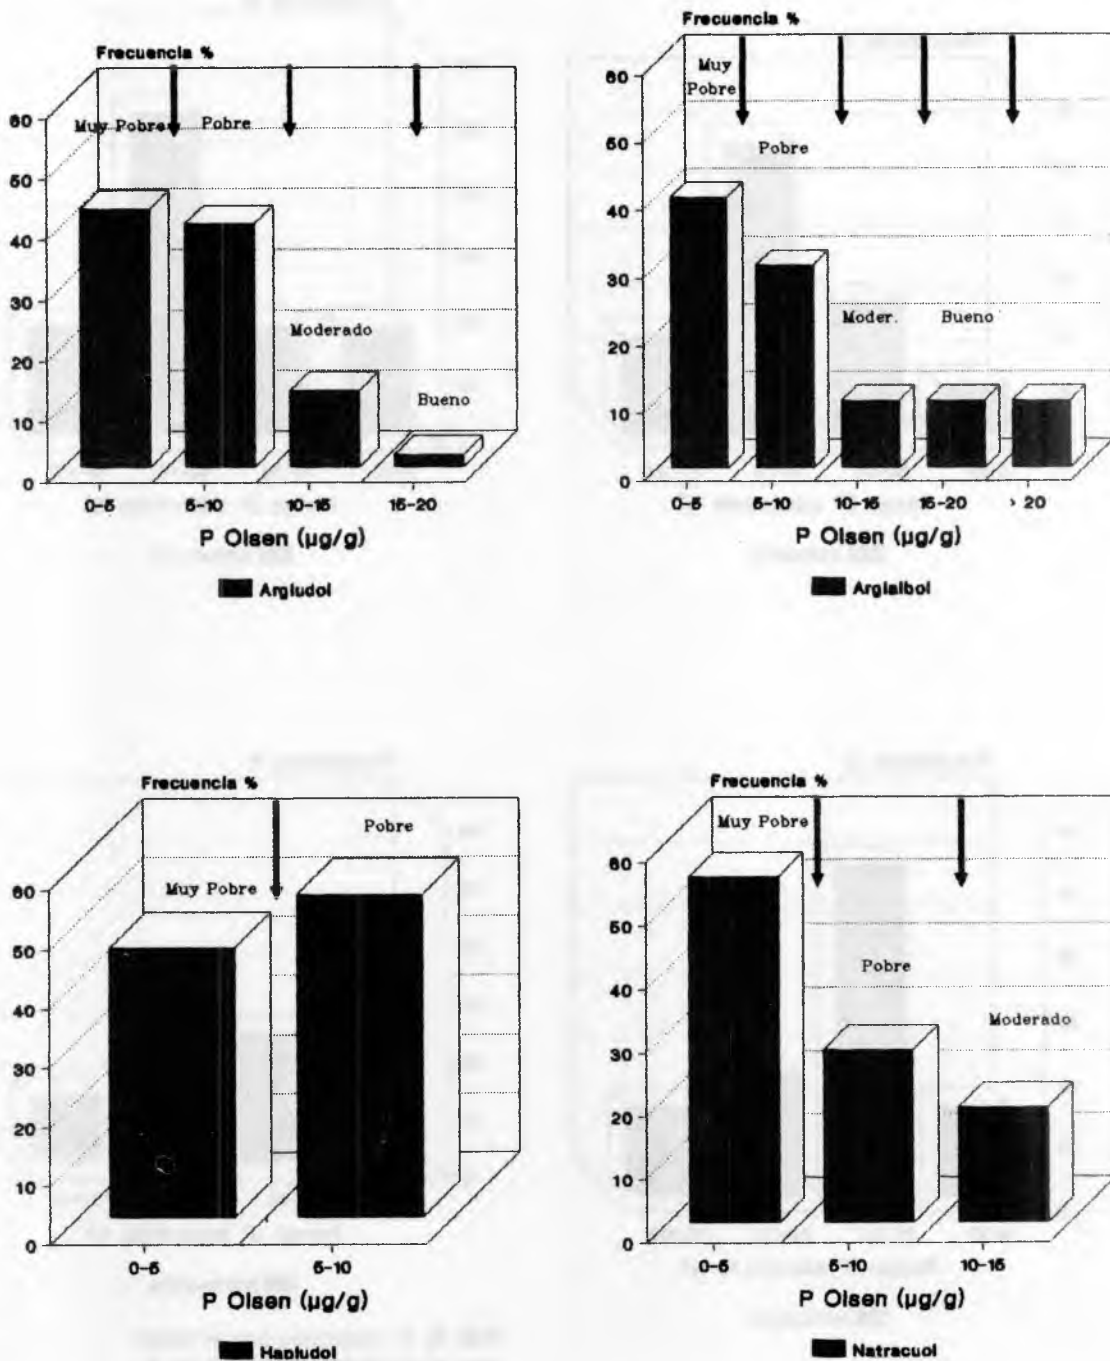 Frecuencia %
Muy Pobre
Pobre
Moderado
Bueno
60
50
40
30
20
10
0
0-5
5-10
10-15
15-20
P Olsen (µg/g)
Argiudol
Frecuencia %
Muy
Pobre
Pobre
Moder.
Bueno
60
50
40
30
20
10
0
0-5
5-10
10-15
15-20
> 20
P Olsen (µg/g)
Argialbol
Frecuencia %
Muy Pobre
Pobre
60
50
40
30
20
10
0
0-5
5-10
P Olsen (µg/g)
Hapludol
Frecuencia %
Muy Pobre
Pobre
Moderado
60
50
40
30
20
10
0
0-5
5-10
10-15
P Olsen (µg/g)
Natracuol